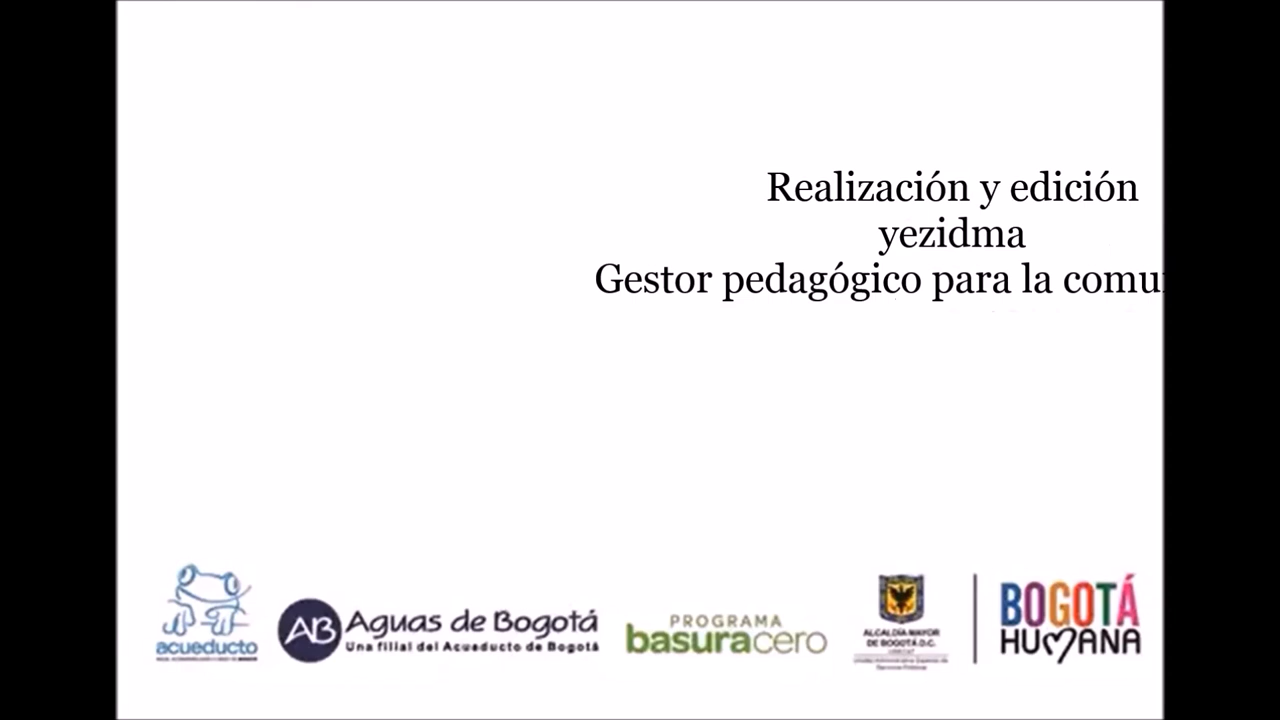 Realización y edición
yezidma
Gestor pedagógico para la comu
acueducto
AB Aguas de Bogotá
Una filial del Acueducto de Bogotá
PROGRAMA
basuracero
ALCALDÍA MAYOR
DE BOGOTÁ D.C.
BOGOTÁ
HUMANA